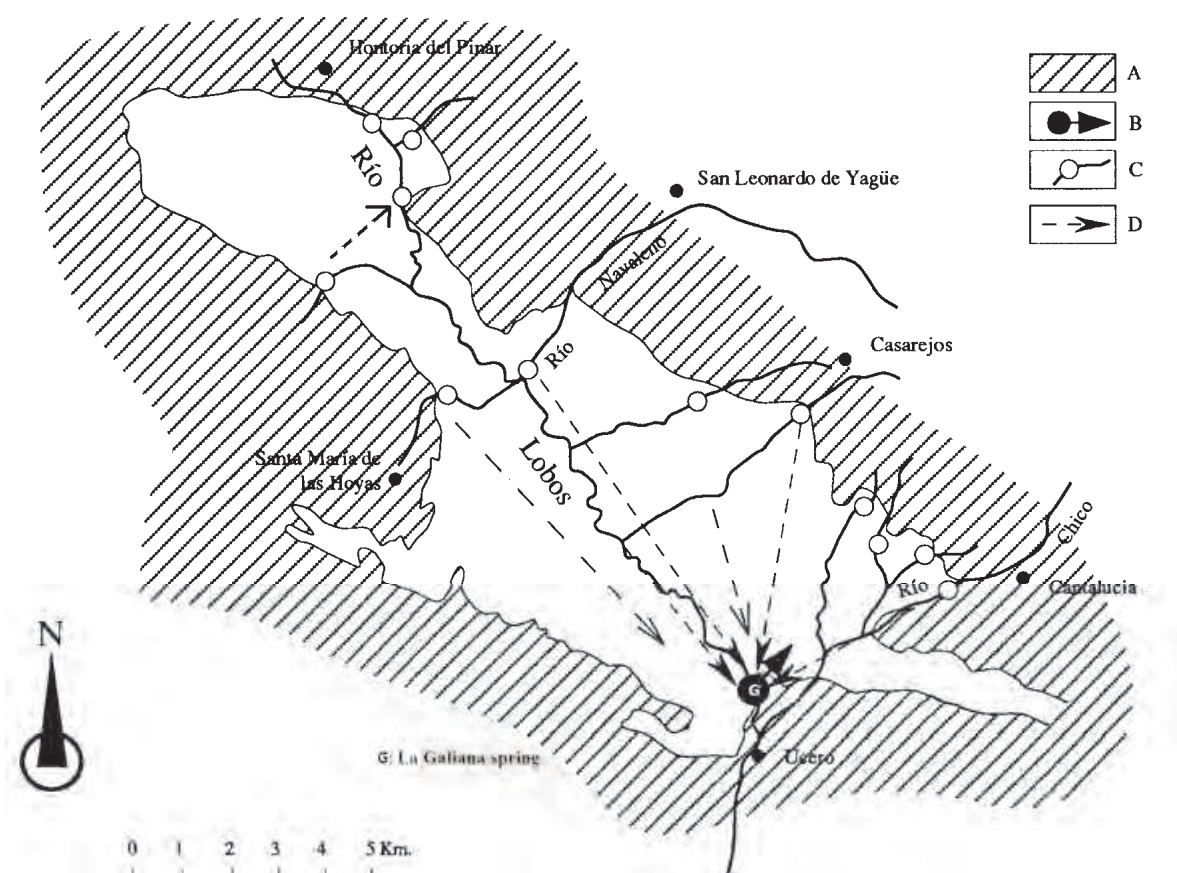 Hontoria del Pinar
A
B
C
D
Río
San Leonardo de Yagüe
Navaleno
Río
Casarejos
Santa María de
las Hoyas
Lobos
Chico
Río
Cantalucia
N
G
G: La Galiana spring
Ucero
0 1 2 3 4 5 Km.